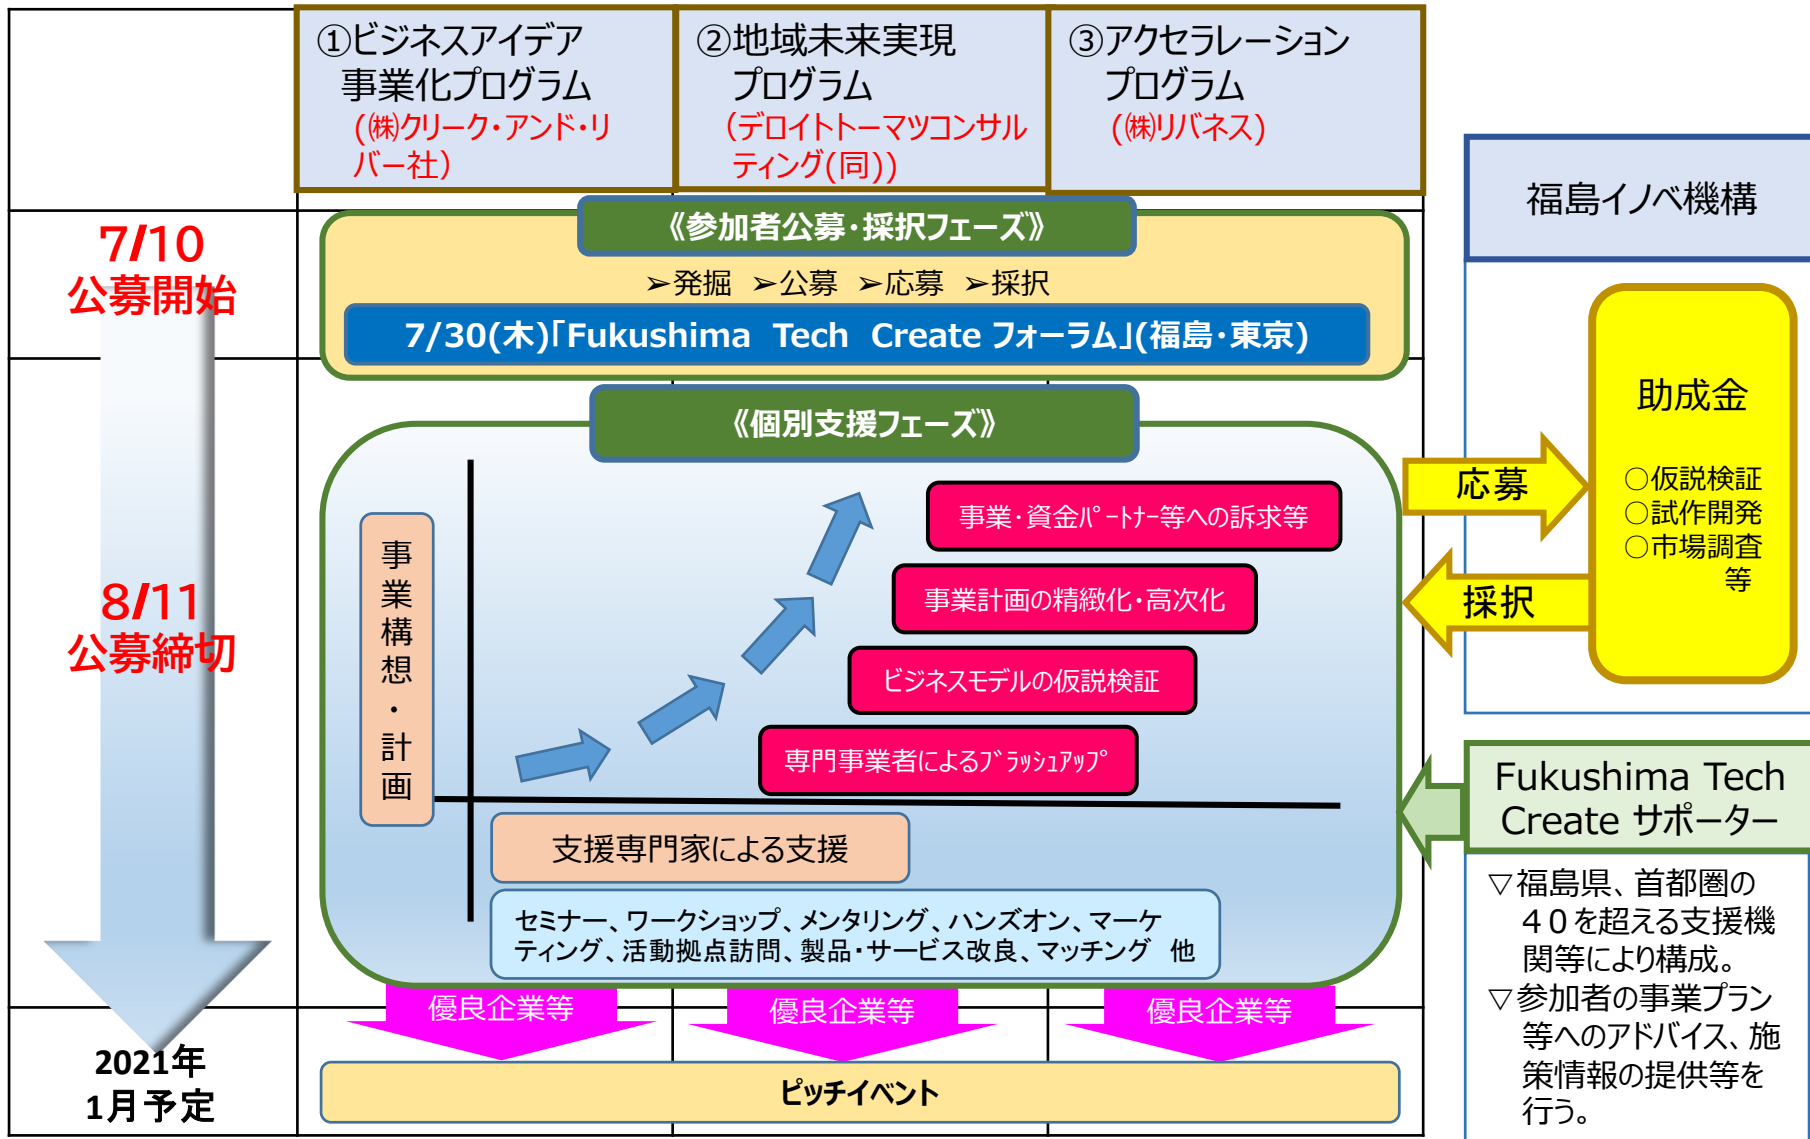 ①ビジネスアイデア
事業化プログラム
(㈱クリーク・アンド・リ
バー社)
②地域未来実現
プログラム
(デロイトトーマツコンサル
ティング(同))
③アクセラレーション
プログラム
(㈱リバネス)
7/10
公募開始
《参加者公募・採択フェーズ》
➢発掘 ➢公募 ➢応募 ➢採択
7/30(木)「Fukushima Tech Create フォーラム」(福島・東京)
8/11
公募締切
《個別支援フェーズ》
事業構想・計画
事業・資金ﾊﾟｰﾄﾅｰ等への訴求等
事業計画の精緻化・高次化
ビジネスモデルの仮説検証
専門事業者によるﾌﾞﾗｯｼｭｱｯﾌﾟ
支援専門家による支援
セミナー、ワークショップ、メンタリング、ハンズオン、マーケ
ティング、活動拠点訪問、製品・サービス改良、マッチング 他
優良企業等
優良企業等
優良企業等
2021年
1月予定
ピッチイベント
福島イノベ機構
助成金
○仮説検証
○試作開発
○市場調査
等
応募
採択
Fukushima Tech
Create サポーター
▽福島県、首都圏の
４０を超える支援機
関等により構成。
▽参加者の事業プラン
等へのアドバイス、施
策情報の提供等を
行う。